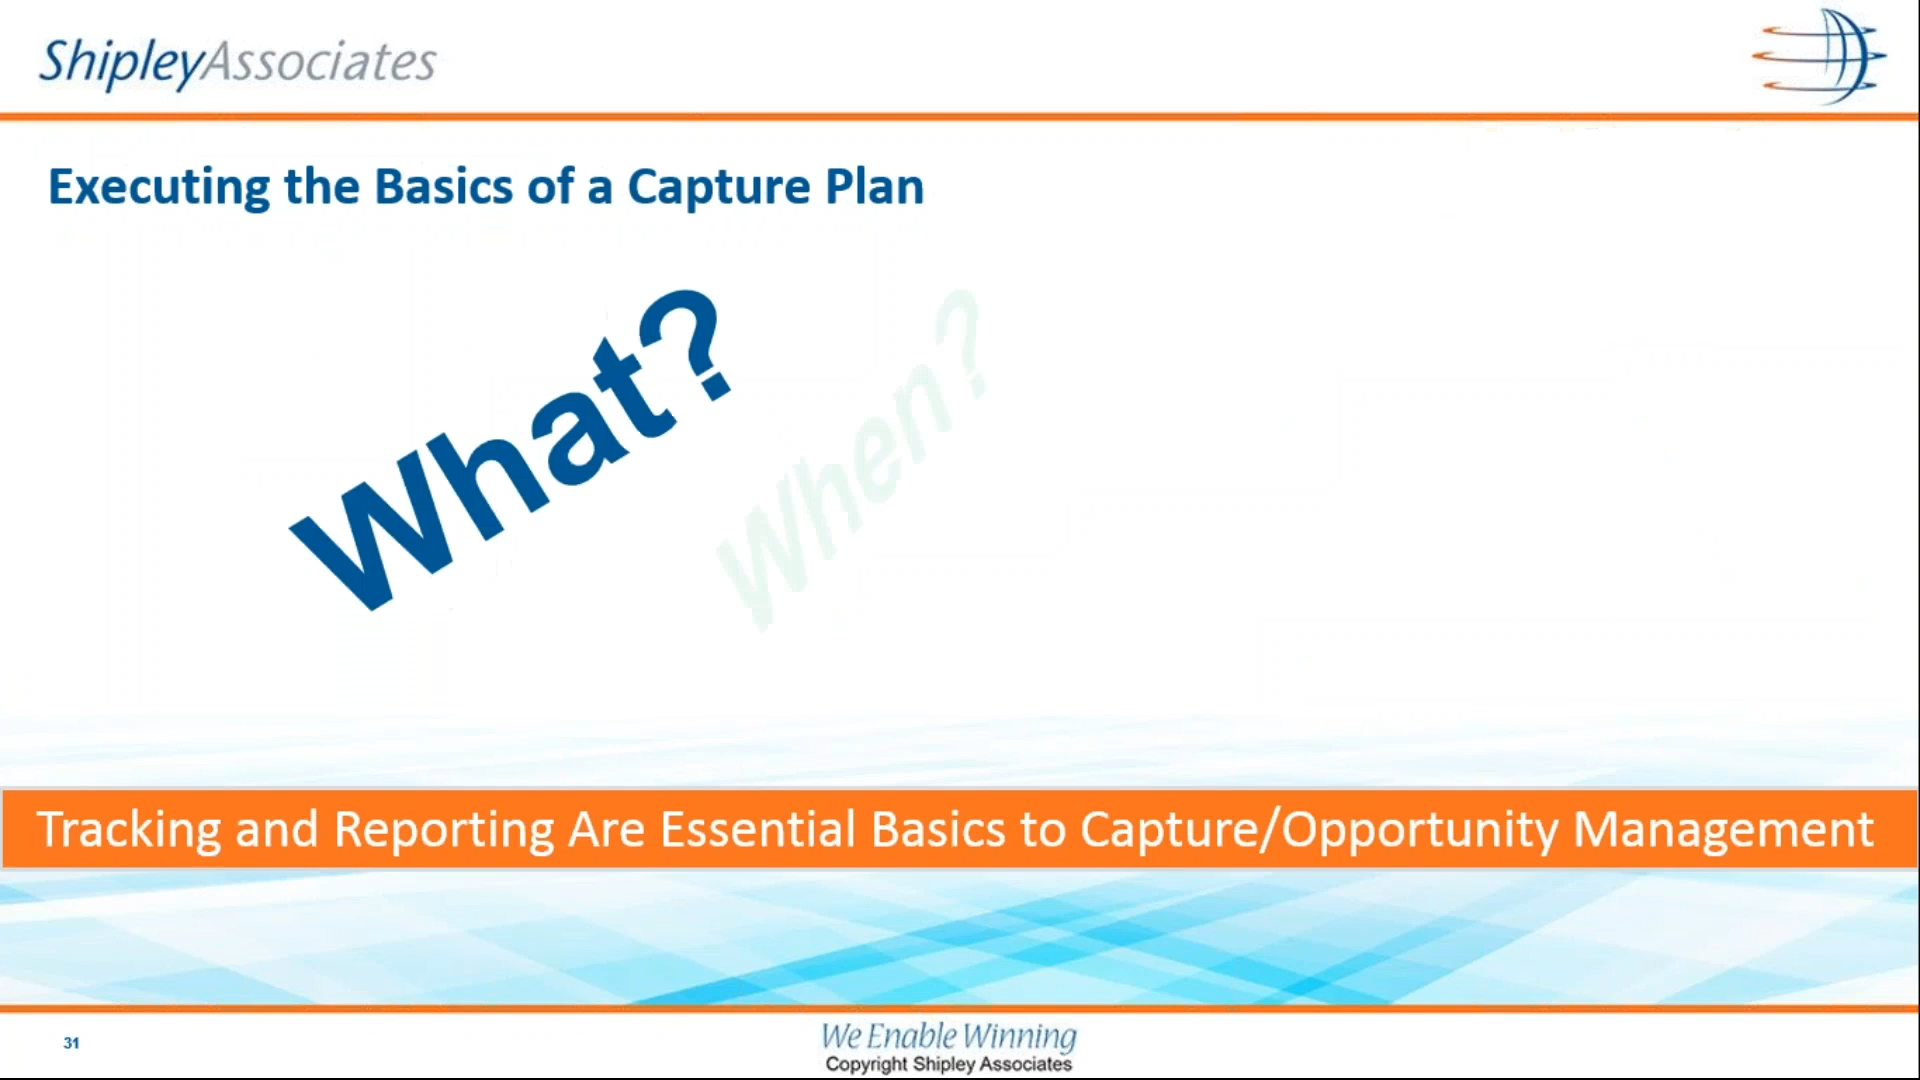 ShipleyAssociates
Executing the Basics of a Capture Plan
What?
When?
Tracking and Reporting Are Essential Basics to Capture/Opportunity Management
31
We Enable Winning
Copyright Shipley Associates